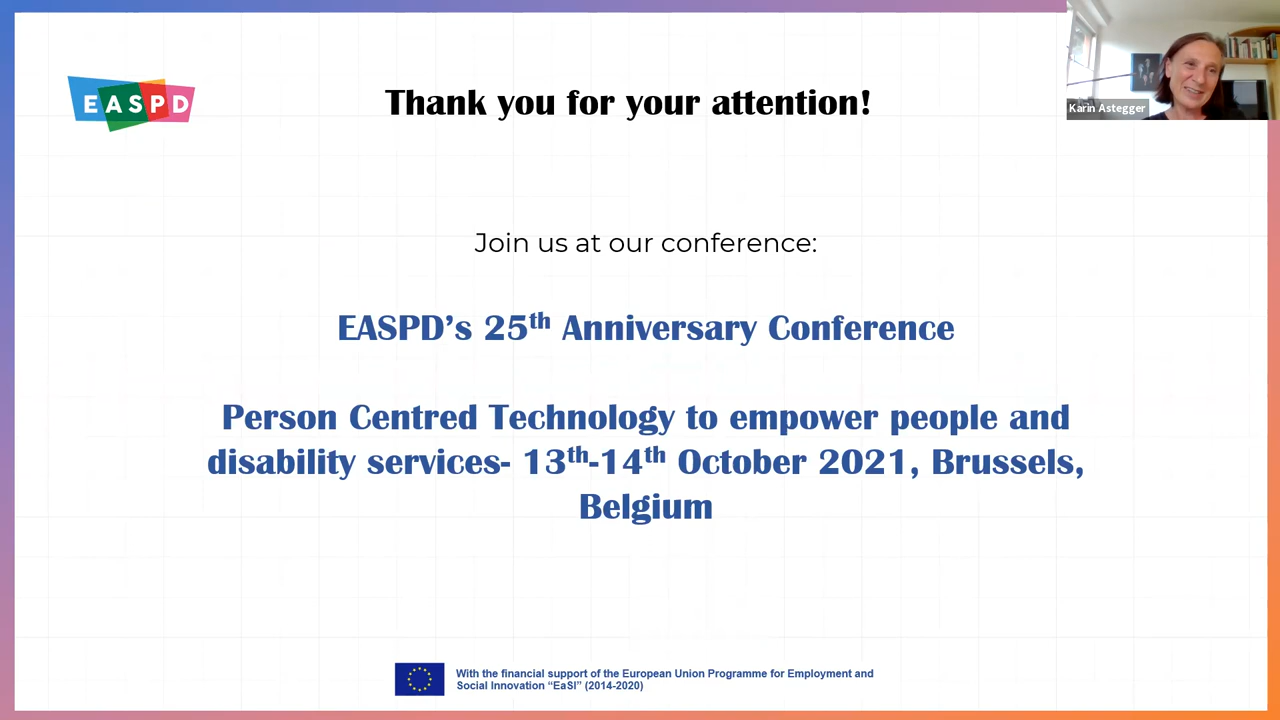 EASPD
Thank you for your attention!
Karin Astegger
Join us at our conference:
EASPD’s 25th Anniversary Conference
Person Centred Technology to empower people and
disability services- 13th-14th October 2021, Brussels,
Belgium
With the financial support of the European Union Programme for Employment and
Social Innovation “EaSI” (2014-2020)